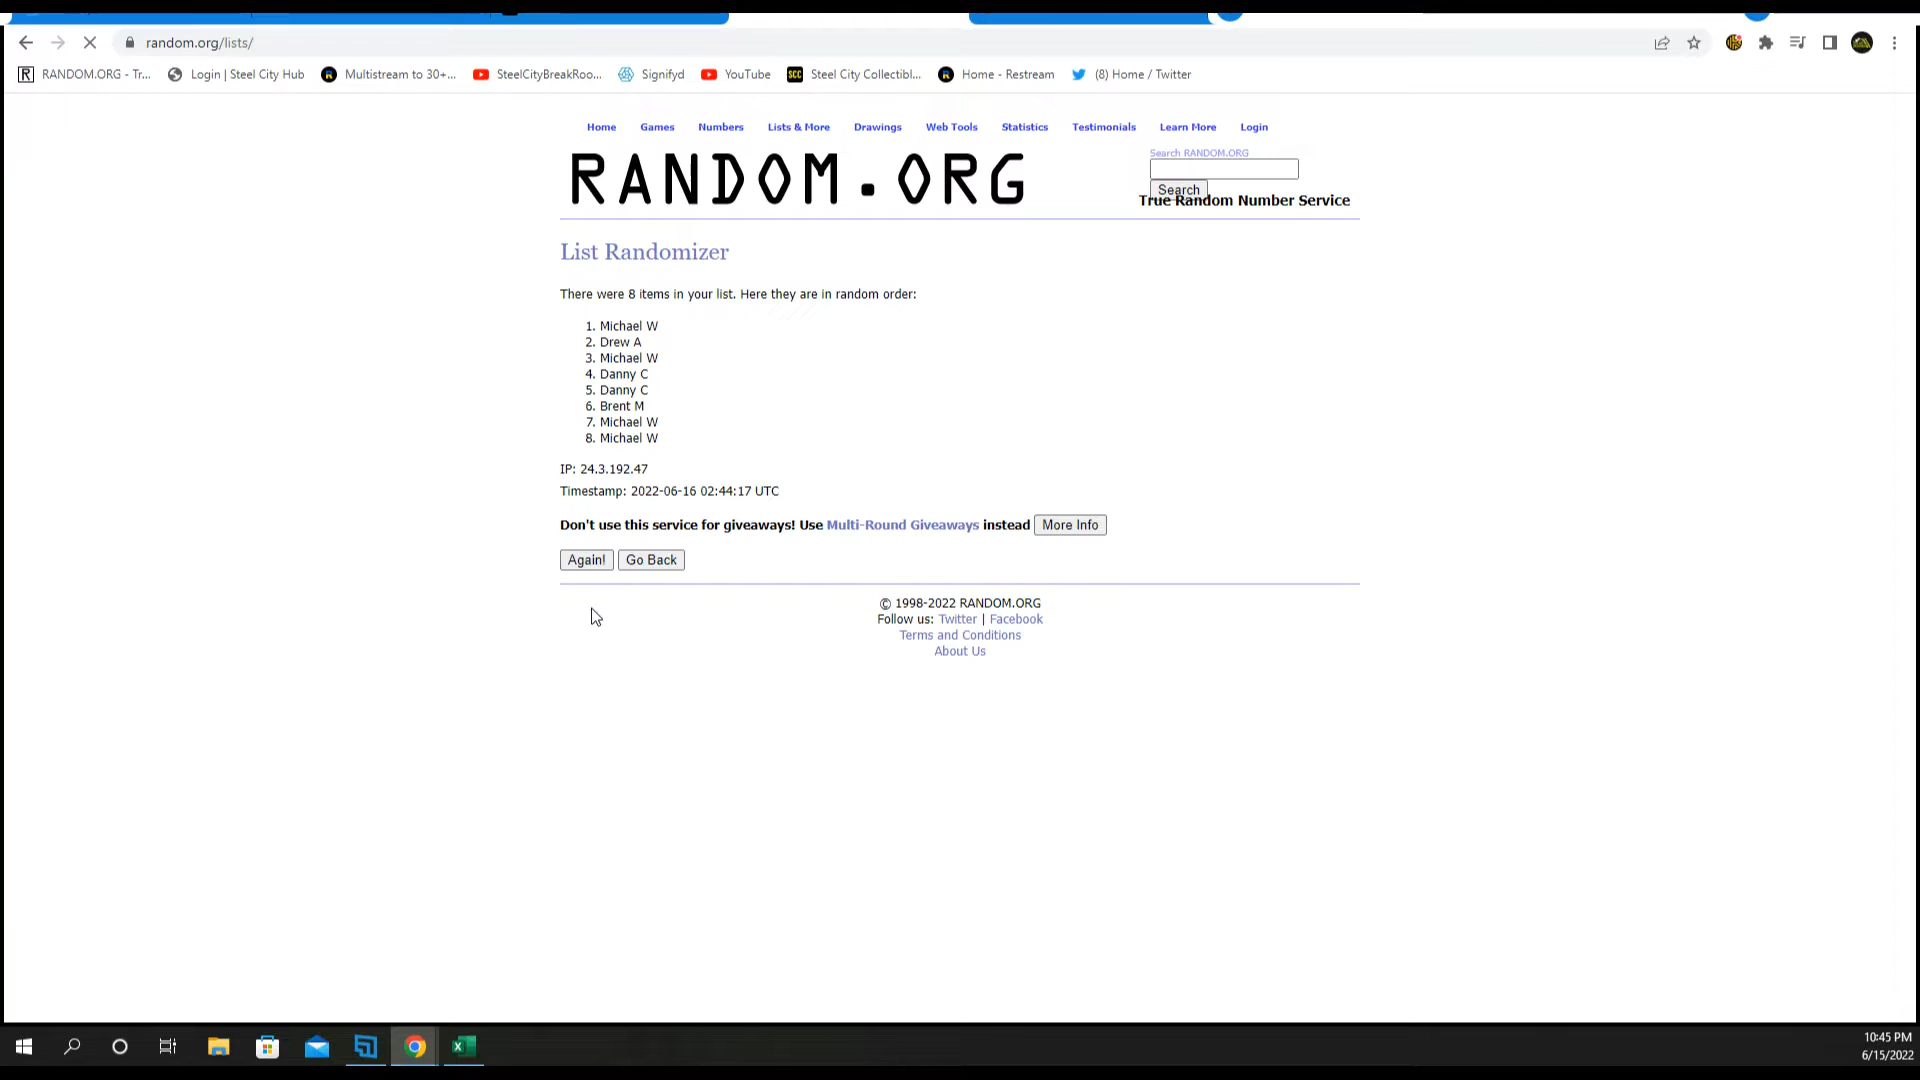 random.org/lists/
RANDOM.ORG - Tr...
Login | Steel City Hub
Multistream to 30+...
SteelCityBreakRoo...
Signifyd
YouTube
SCC
Steel City Collectibl...
Home - Restream
(8) Home / Twitter
Home
Games
Numbers
Lists & More
Drawings
Web Tools
Statistics
Testimonials
Learn More
Login
RANDOM.ORG
Search RANDOM.ORG
Search
True Random Number Service
List Randomizer
There were 8 items in your list. Here they are in random order:
1. Michael W
2. Drew A
3. Michael W
4. Danny C
5. Danny C
6. Brent M
7. Michael W
8. Michael W
IP: 24.3.192.47
Timestamp: 2022-06-16 02:44:17 UTC
Don't use this service for giveaways! Use Multi-Round Giveaways instead
More Info
Again!
Go Back
© 1998-2022 RANDOM.ORG
Follow us: Twitter | Facebook
Terms and Conditions
About Us
10:45 PM
6/15/2022